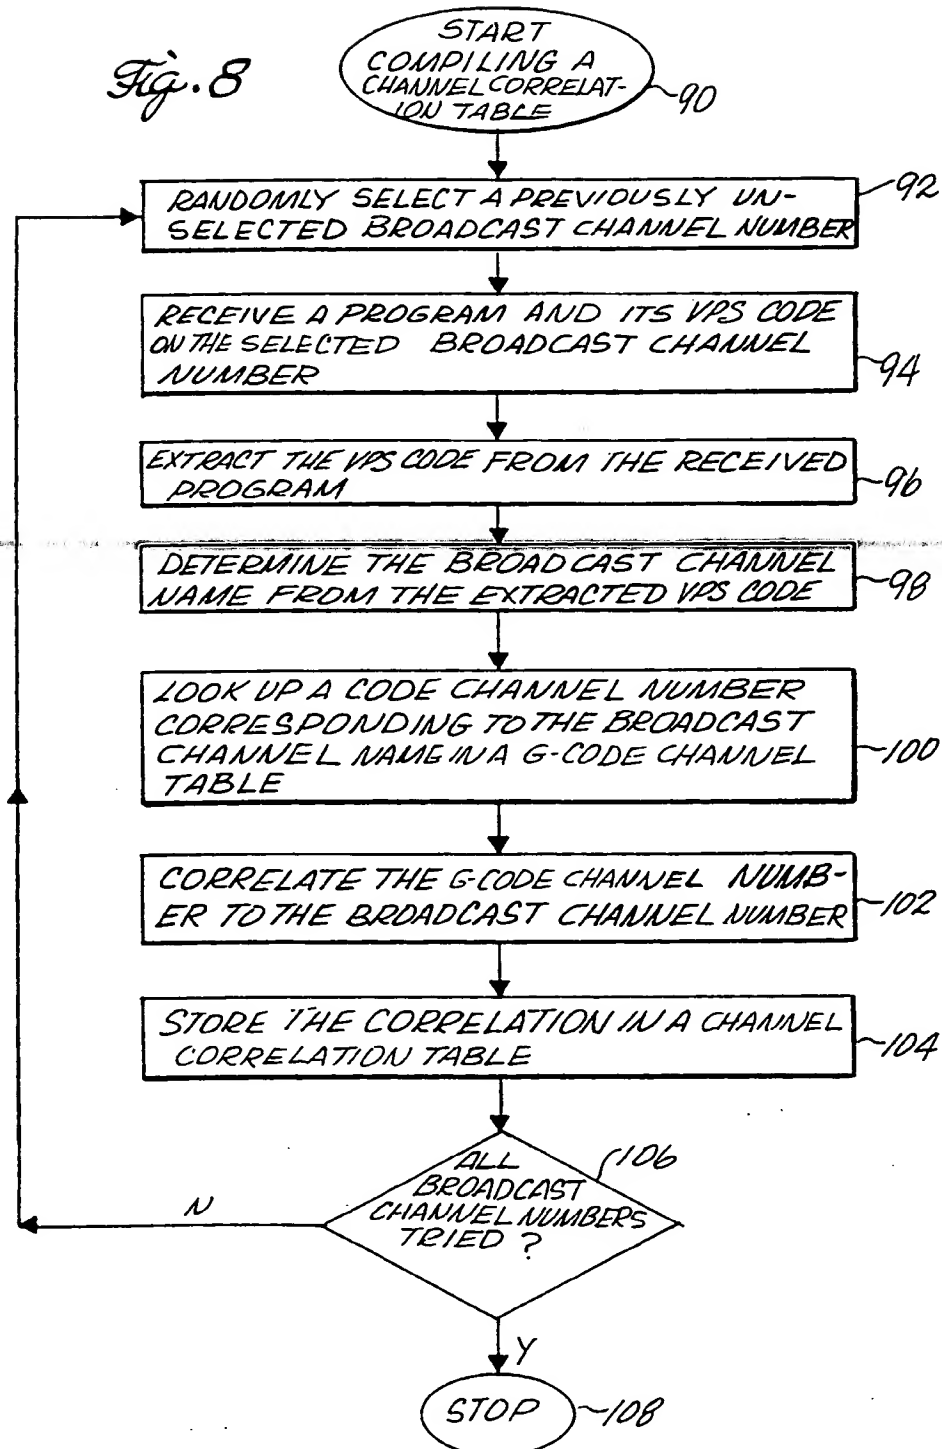 Fig. 8
START
COMPILING A
CHANNEL CORRELAT-
ION TABLE
90
RANDOMLY SELECT A PREVIOUSLY UN-
SELECTED BROADCAST CHANNEL NUMBER
92
RECEIVE A PROGRAM AND ITS VPS CODE
ON THE SELECTED BROADCAST CHANNEL
NUMBER
94
EXTRACT THE VPS CODE FROM THE RECEIVED
PROGRAM
96
DETERMINE THE BROADCAST CHANNEL
NAME FROM THE EXTRACTED VPS CODE
98
LOOK UP A CODE CHANNEL NUMBER
CORRESPONDING TO THE BROADCAST
CHANNEL NAME IN A G-CODE CHANNEL
TABLE
100
CORRELATE THE G-CODE CHANNEL NUMB-
ER TO THE BROADCAST CHANNEL NUMBER
102
STORE THE CORRELATION IN A CHANNEL
CORRELATION TABLE
104
ALL
BROADCAST
CHANNEL NUMBERS
TRIED ?
106
N
Y
STOP
108